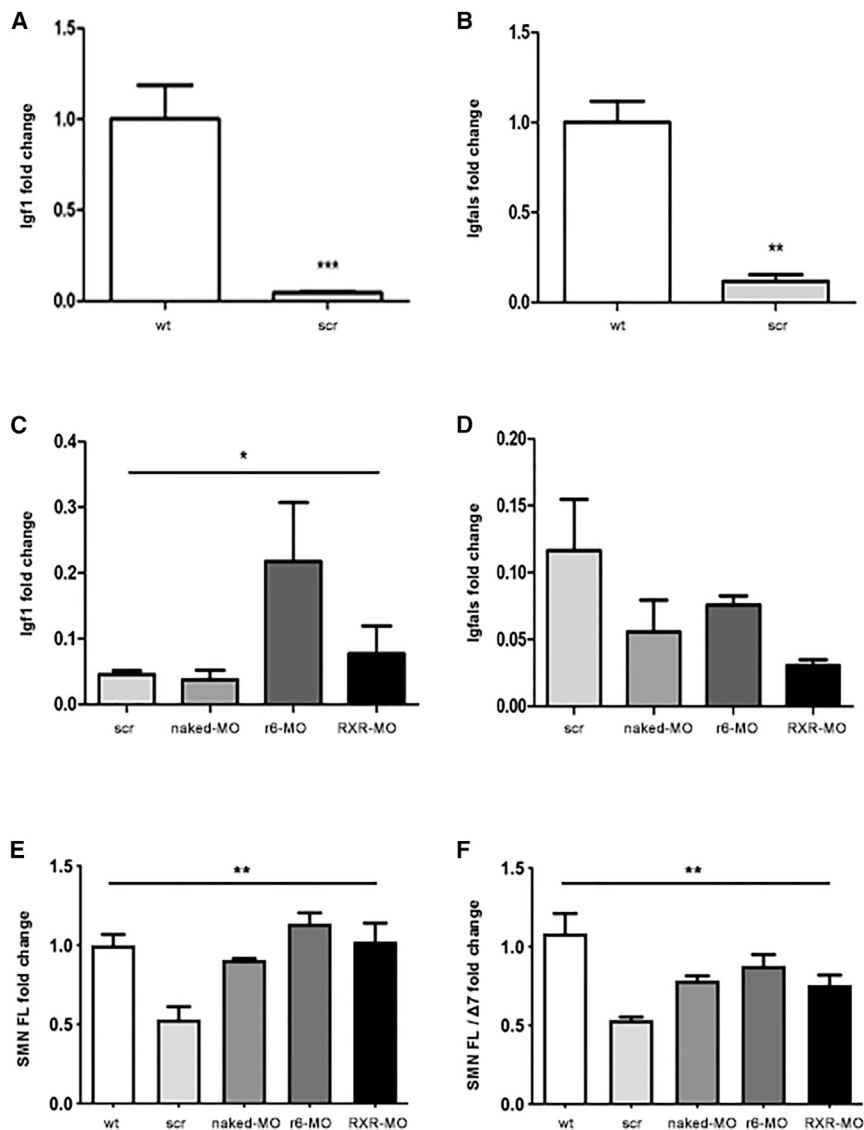 A
Igf1 fold change
1.5
1.0
0.5
0.0
***
wt
scr
B
Igfals fold change
1.5
1.0
0.5
0.0
**
wt
scr
C
Igf1 fold change
0.4
0.3
0.2
0.1
0.0
*
scr
naked-MO
r6-MO
RXR-MO
D
Igfals fold change
0.20
0.15
0.10
0.05
0.00
scr
naked-MO
r6-MO
RXR-MO
E
SMN FL fold change
1.5
1.0
0.5
0.0
**
wt
scr
naked-MO
r6-MO
RXR-MO
F
SMN FL / Δ7 fold change
1.5
1.0
0.5
0.0
**
wt
scr
naked-MO
r6-MO
RXR-MO